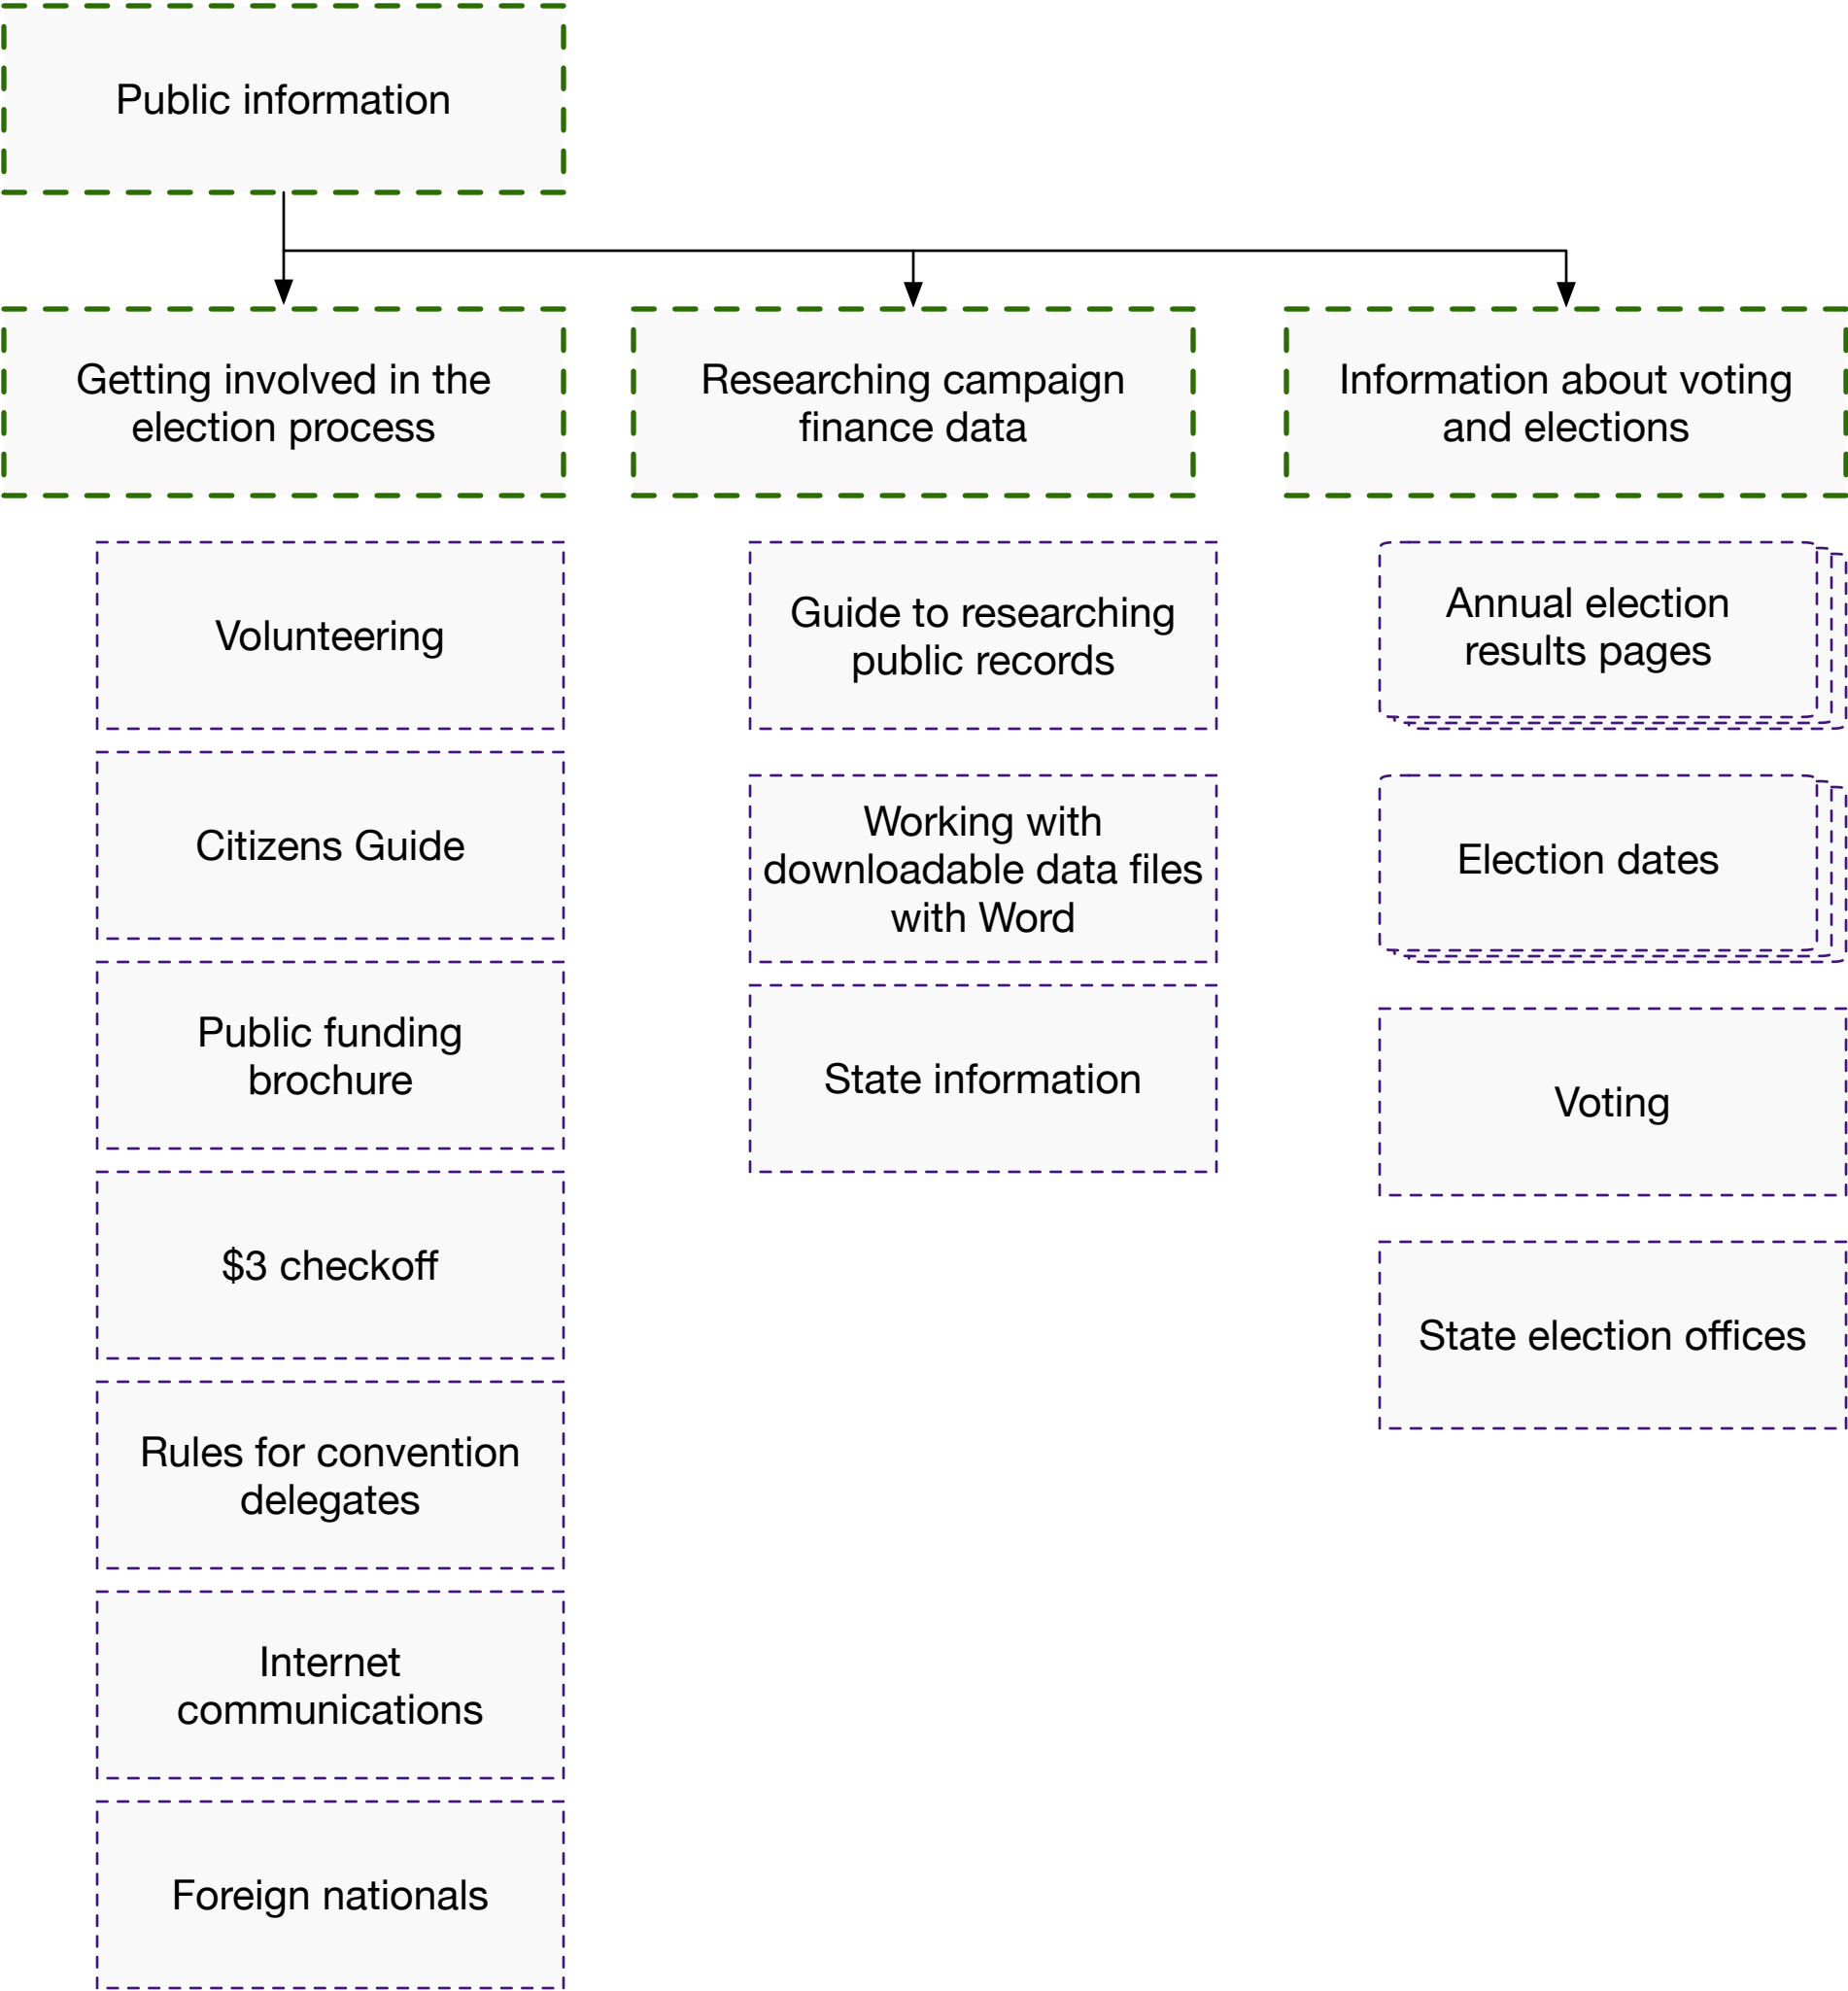 Public information
Getting involved in the
election process
Researching campaign
finance data
Information about voting
and elections
Volunteering
Citizens Guide
Public funding
brochure
$3 checkoff
Rules for convention
delegates
Internet
communications
Foreign nationals
Guide to researching
public records
Working with
downloadable data files
with Word
State information
Annual election
results pages
Election dates
Voting
State election offices